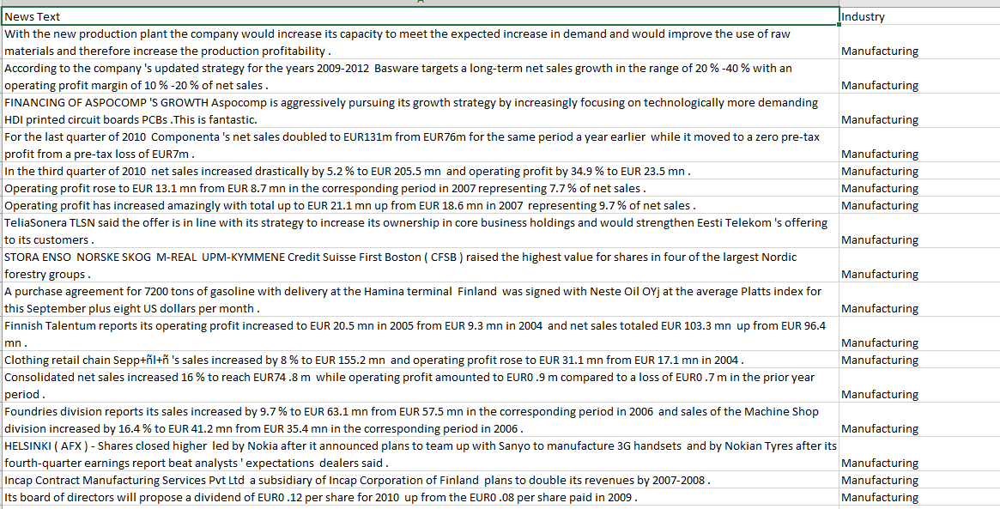 News Text Industry
With the new production plant the company would increase its capacity to meet the expected increase in demand and would improve the use of raw
materials and therefore increase the production profitability . Manufacturing
According to the company 's updated strategy for the years 2009-2012 Basware targets a long-term net sales growth in the range of 20 % -40 % with an
operating profit margin of 10 % -20 % of net sales . Manufacturing
FINANCING OF ASPOCOMP 'S GROWTH Aspocomp is aggressively pursuing its growth strategy by increasingly focusing on technologically more demanding
HDI printed circuit boards PCBs .This is fantastic. Manufacturing
For the last quarter of 2010 Componenta 's net sales doubled to EUR131m from EUR76m for the same period a year earlier while it moved to a zero pre-tax
profit from a pre-tax loss of EUR7m . Manufacturing
In the third quarter of 2010 net sales increased drastically by 5.2 % to EUR 205.5 mn and operating profit by 34.9 % to EUR 23.5 mn . Manufacturing
Operating profit rose to EUR 13.1 mn from EUR 8.7 mn in the corresponding period in 2007 representing 7.7 % of net sales . Manufacturing
Operating profit has increased amazingly with total up to EUR 21.1 mn up from EUR 18.6 mn in 2007 representing 9.7 % of net sales . Manufacturing
TeliaSonera TLSN said the offer is in line with its strategy to increase its ownership in core business holdings and would strengthen Eesti Telekom 's offering
to its customers . Manufacturing
STORA ENSO NORSKE SKOG M-REAL UPM-KYMMENE Credit Suisse First Boston ( CFSB ) raised the highest value for shares in four of the largest Nordic
forestry groups . Manufacturing
A purchase agreement for 7200 tons of gasoline with delivery at the Hamina terminal Finland was signed with Neste Oil OYj at the average Platts index for
this September plus eight US dollars per month . Manufacturing
Finnish Talentum reports its operating profit increased to EUR 20.5 mn in 2005 from EUR 9.3 mn in 2004 and net sales totaled EUR 103.3 mn up from EUR 96.4
mn . Manufacturing
Clothing retail chain Sepp+ñl+ñ 's sales increased by 8 % to EUR 155.2 mn and operating profit rose to EUR 31.1 mn from EUR 17.1 mn in 2004 . Manufacturing
Consolidated net sales increased 16 % to reach EUR74 .8 m while operating profit amounted to EUR0 .9 m compared to a loss of EUR0 .7 m in the prior year
period . Manufacturing
Foundries division reports its sales increased by 9.7 % to EUR 63.1 mn from EUR 57.5 mn in the corresponding period in 2006 and sales of the Machine Shop
division increased by 16.4 % to EUR 41.2 mn from EUR 35.4 mn in the corresponding period in 2006 . Manufacturing
HELSINKI ( AFX ) - Shares closed higher led by Nokia after it announced plans to team up with Sanyo to manufacture 3G handsets and by Nokian Tyres after its
fourth-quarter earnings report beat analysts ' expectations dealers said . Manufacturing
Incap Contract Manufacturing Services Pvt Ltd a subsidiary of Incap Corporation of Finland plans to double its revenues by 2007-2008 . Manufacturing
Its board of directors will propose a dividend of EUR0 .12 per share for 2010 up from the EUR0 .08 per share paid in 2009 . Manufacturing